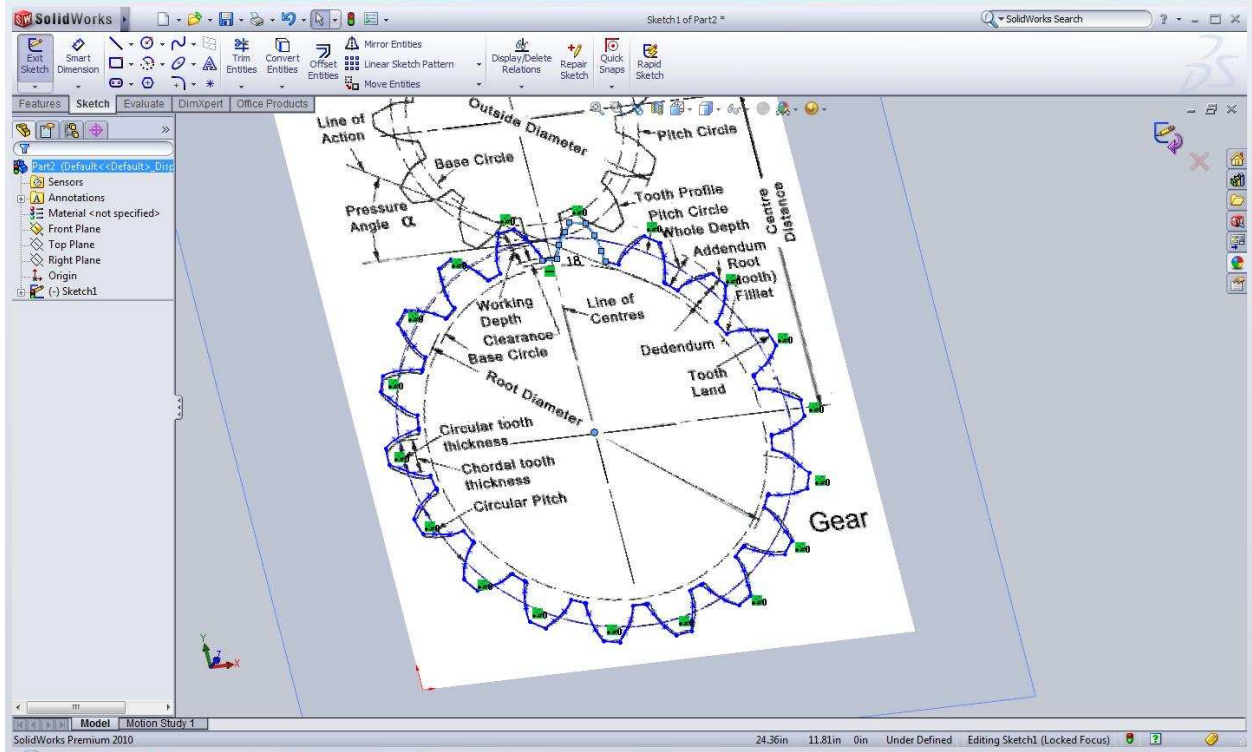 SolidWorks
Sketch1 of Part2 *
SolidWorks Search
Exit
Sketch
Smart
Dimension
Trim
Entities
Convert
Entities
Offset
Entities
Mirror Entities
Linear Sketch Pattern
Move Entities
Display/Delete
Relations
Repair
Sketch
Quick
Snaps
Rapid
Sketch
Features
Sketch
Evaluate
DimXpert
Office Products
Part2 (Default<<Default>_Disp
Sensors
Annotations
Material <not specified>
Front Plane
Top Plane
Right Plane
Origin
(-) Sketch1
Line of
Action
Outside Diameter
Pitch Circle
Base Circle
Pressure
Angle α
Tooth Profile
Pitch Circle
Whole Depth
Addendum
Root
Tooth)
Fillet
Centre
Distance
18
Working
Depth
Clearance
Base Circle
Line of
Centres
Dedendum
Tooth
Land
Root Diameter
Circular tooth
thickness
Chordal tooth
thickness
Circular Pitch
Gear
Y
Z
X
Model
Motion Study 1
SolidWorks Premium 2010
24.36in
11.81in
0in
Under Defined
Editing Sketch1 (Locked Focus)